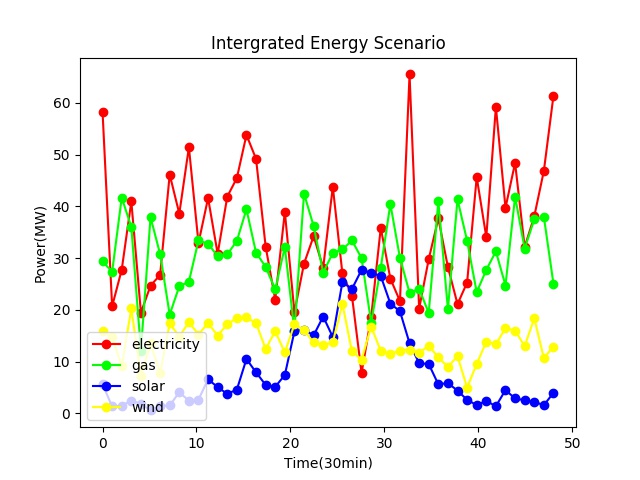 Intergrated Energy Scenario
Power(MW)
60
50
40
30
20
10
0
electricity
gas
solar
wind
0 10 20 30 40 50
Time(30min)